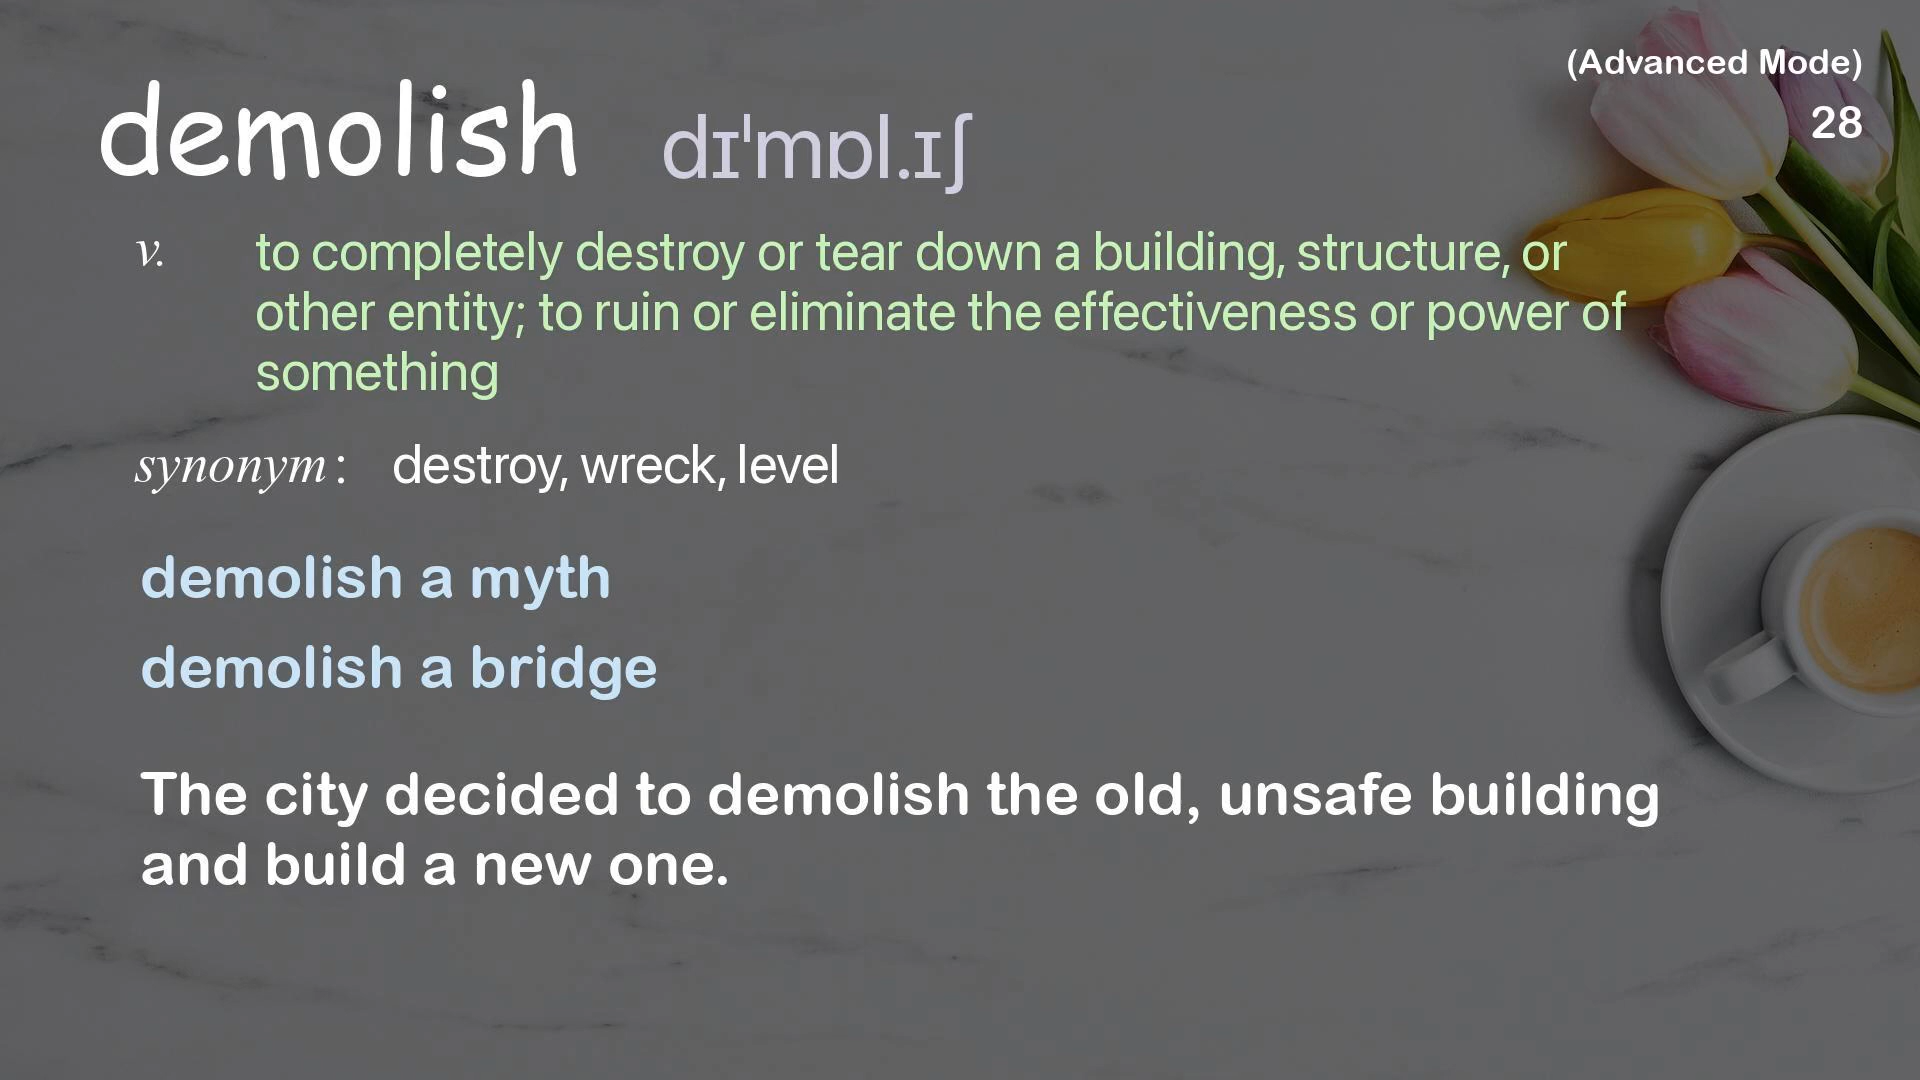 (Advanced Mode)
demolish dɪˈmɒl.ɪʃ
28
v. to completely destroy or tear down a building, structure, or
other entity; to ruin or eliminate the effectiveness or power of
something
synonym : destroy, wreck, level
demolish a myth
demolish a bridge
The city decided to demolish the old, unsafe building
and build a new one.